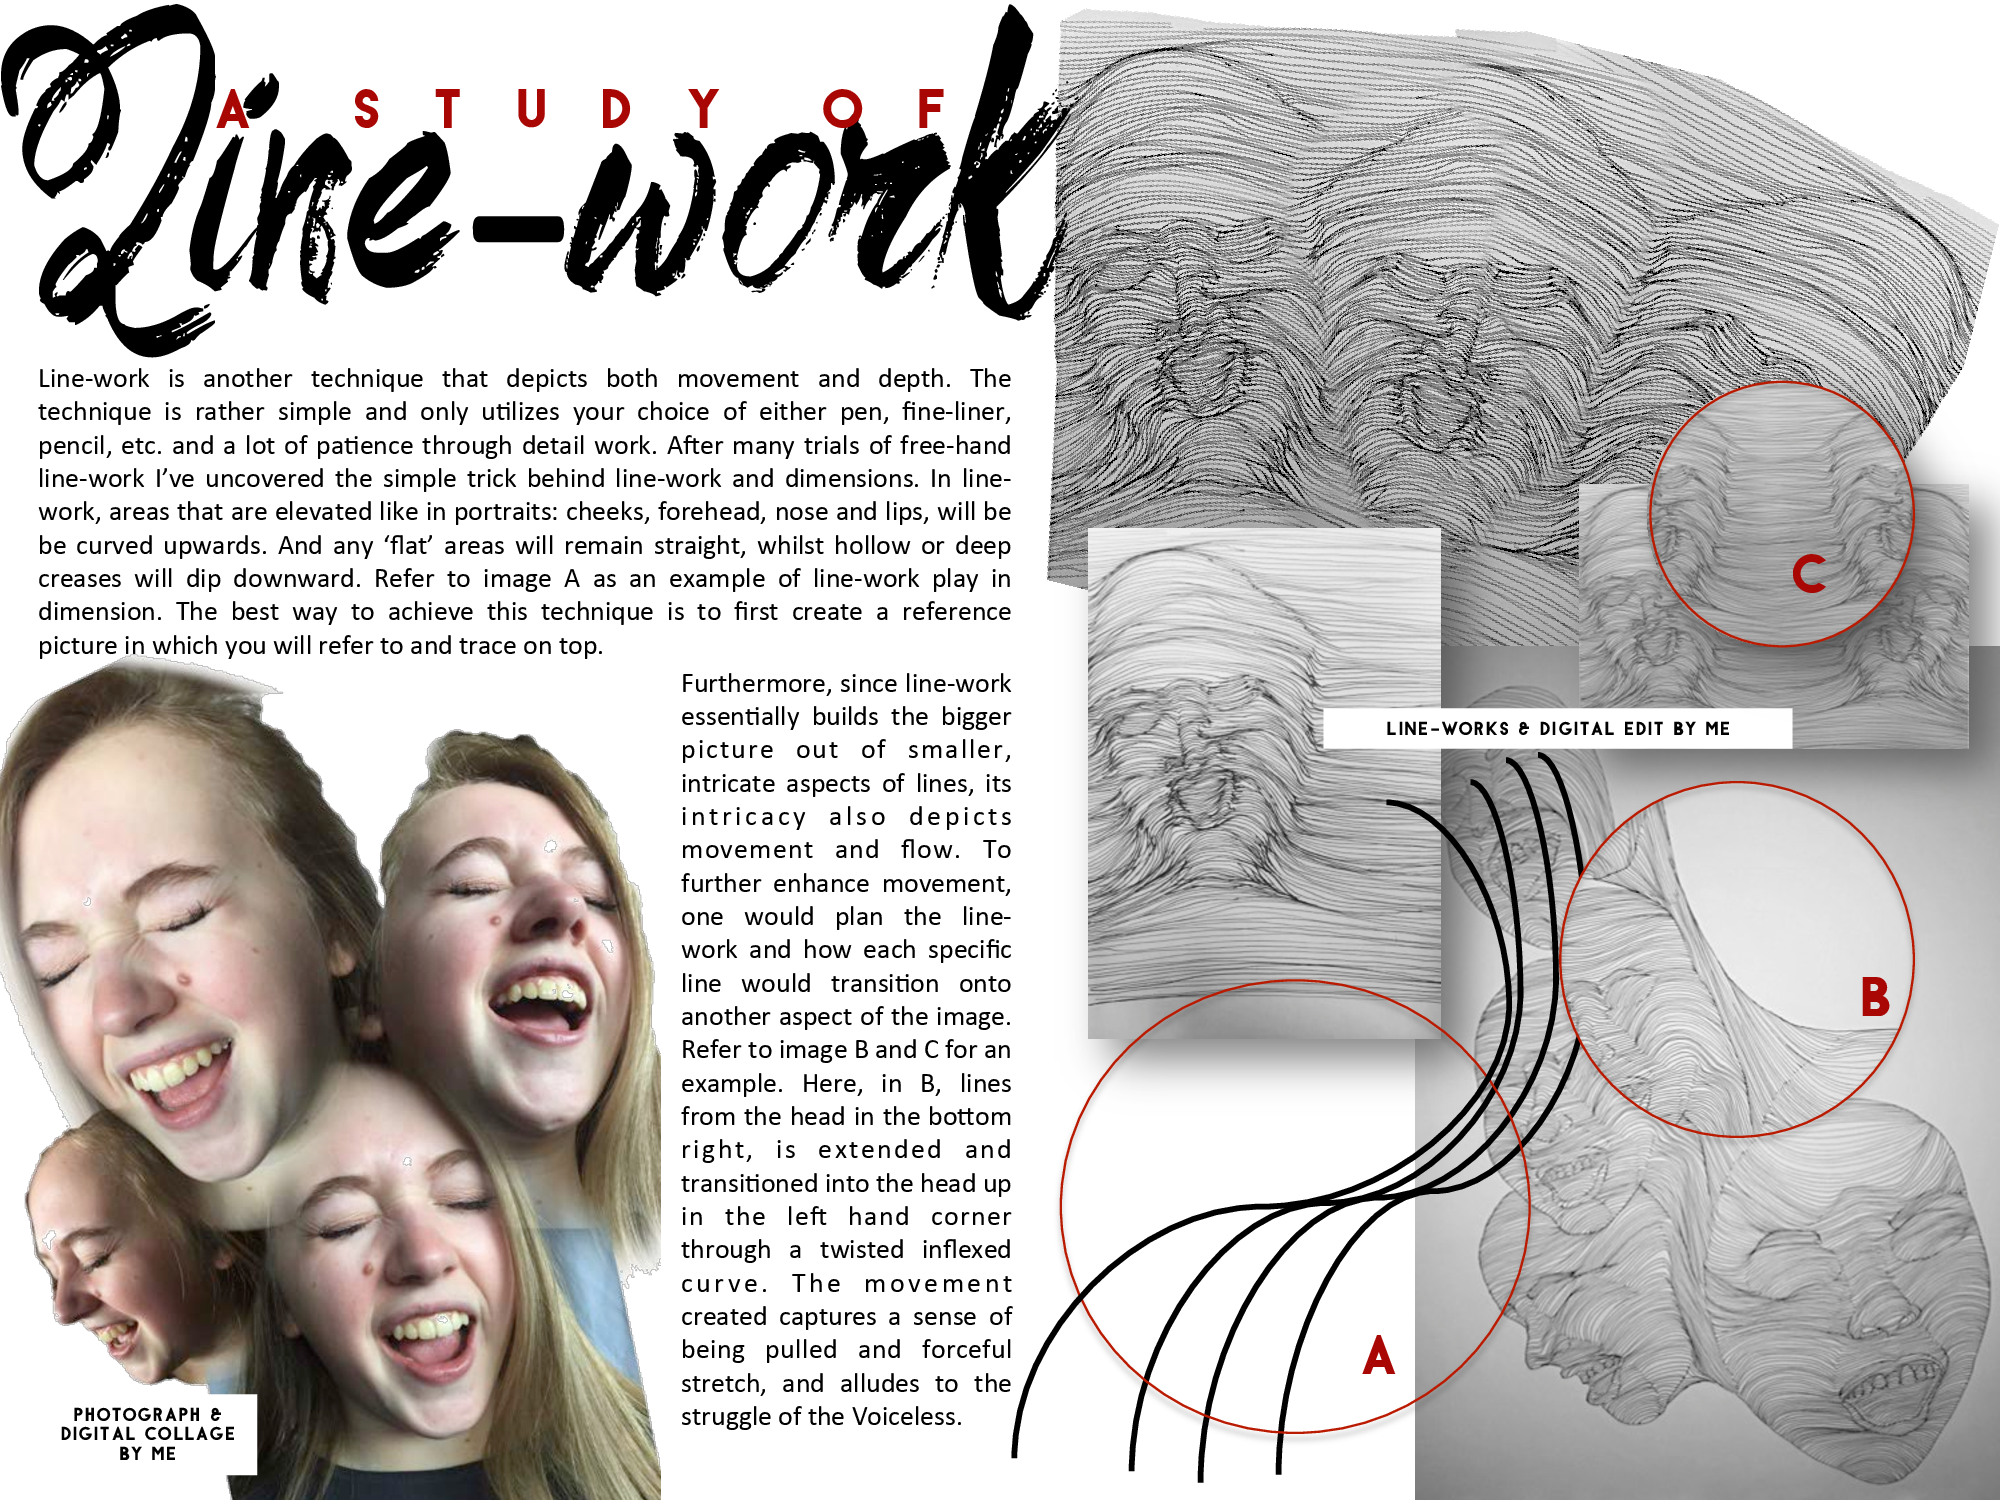 A STUDY OF
Line-work
Line-work is another technique that depicts both movement and depth. The
technique is rather simple and only utilizes your choice of either pen, fine-liner,
pencil, etc. and a lot of patience through detail work. After many trials of free-hand
line-work I’ve uncovered the simple trick behind line-work and dimensions. In line-
work, areas that are elevated like in portraits: cheeks, forehead, nose and lips, will be
be curved upwards. And any ‘flat’ areas will remain straight, whilst hollow or deep
creases will dip downward. Refer to image A as an example of line-work play in
dimension. The best way to achieve this technique is to first create a reference
picture in which you will refer to and trace on top.
Furthermore, since line-work
essentially builds the bigger
picture out of smaller,
intricate aspects of lines, its
intricacy also depicts
movement and flow. To
further enhance movement,
one would plan the line-
work and how each specific
line would transition onto
another aspect of the image.
Refer to image B and C for an
example. Here, in B, lines
from the head in the bottom
right, is extended and
transitioned into the head up
in the left hand corner
through a twisted inflexed
curve. The movement
created captures a sense of
being pulled and forceful
stretch, and alludes to the
struggle of the Voiceless.
PHOTOGRAPH &
DIGITAL COLLAGE
BY ME
C
LINE-WORKS & DIGITAL EDIT BY ME
B
A